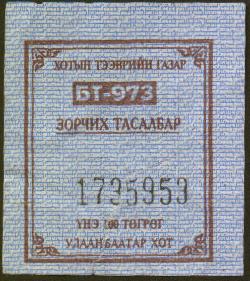 ХОТЫН ТЭЭВРИЙН ГАЗАР
БТ-973
ЗОРЧИХ ТАСАЛБАР
1735953
ҮНЭ 100 ТӨГРӨГ
УЛААНБААТАР ХОТ